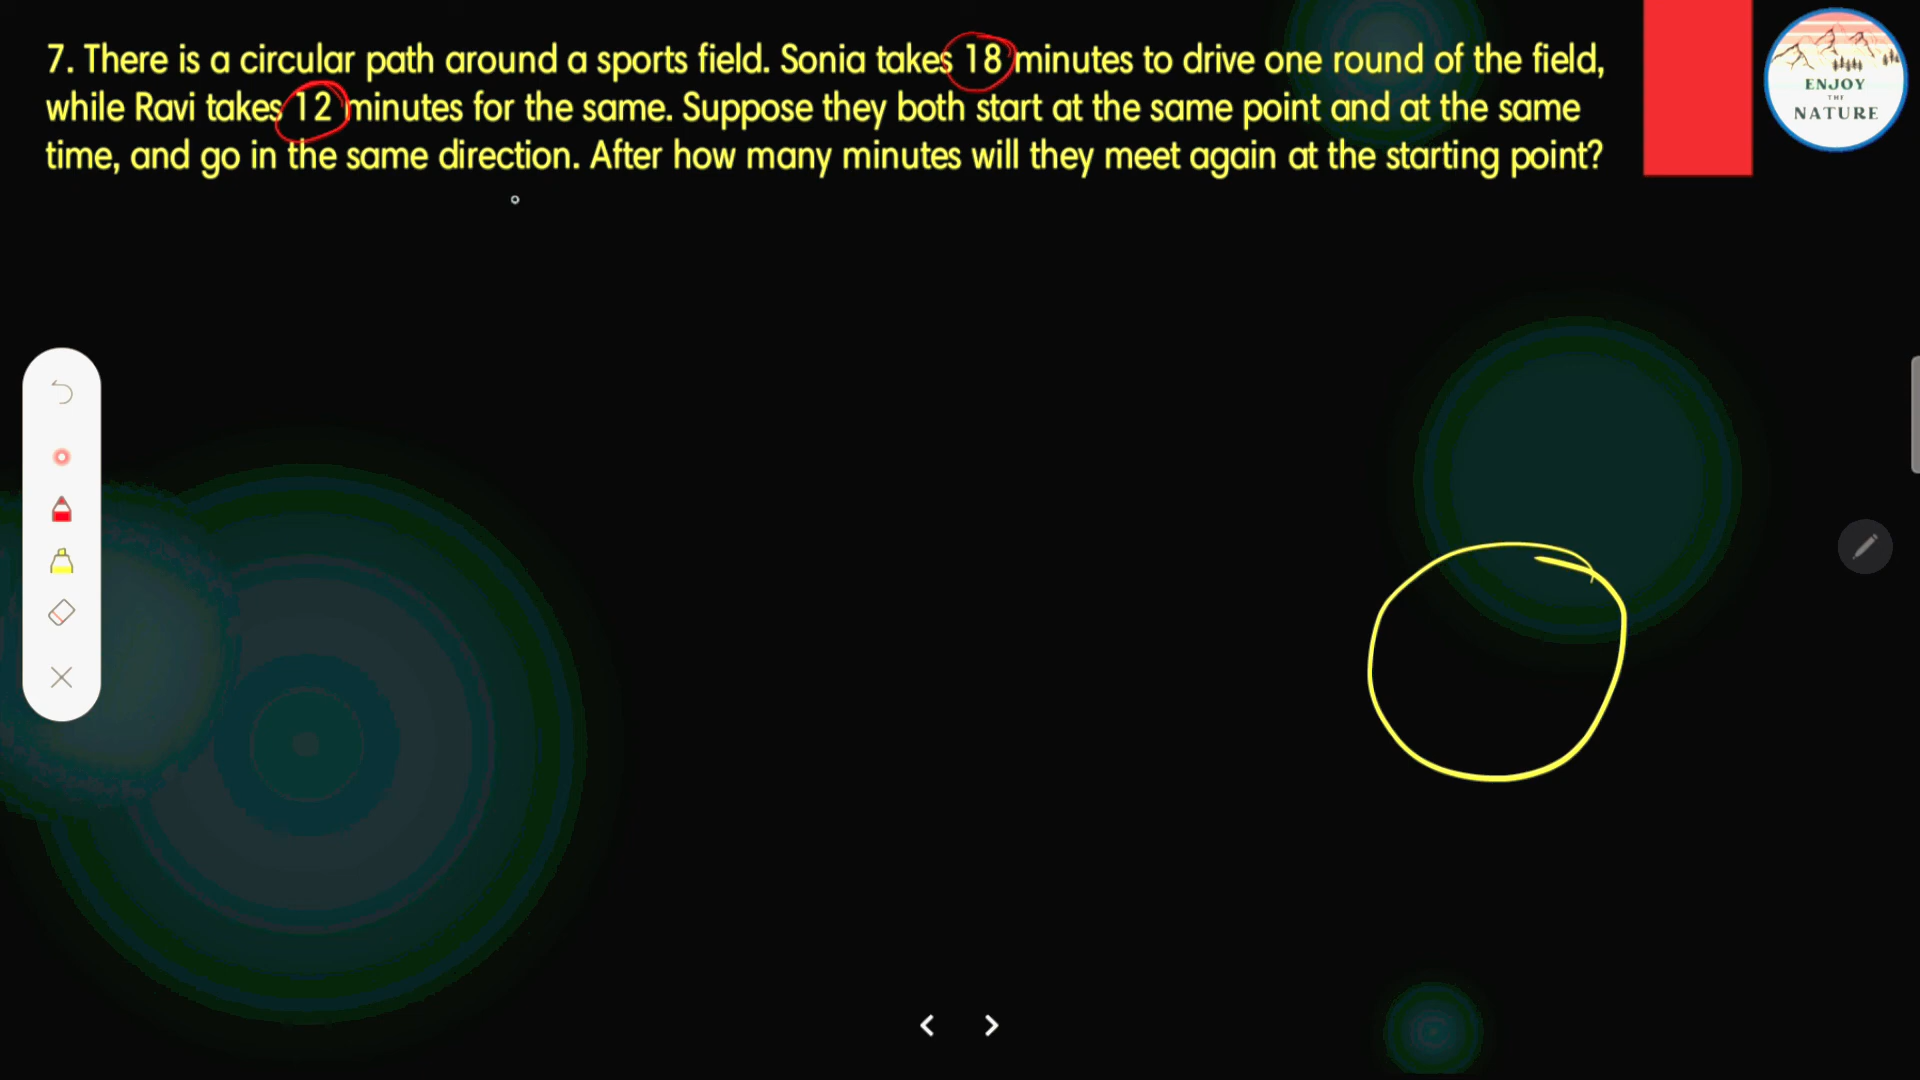 7. There is a circular path around a sports field. Sonia takes 18 minutes to drive one round of the field,
while Ravi takes 12 minutes for the same. Suppose they both start at the same point and at the same
time, and go in the same direction. After how many minutes will they meet again at the starting point?
ENJOY
THE
NATURE